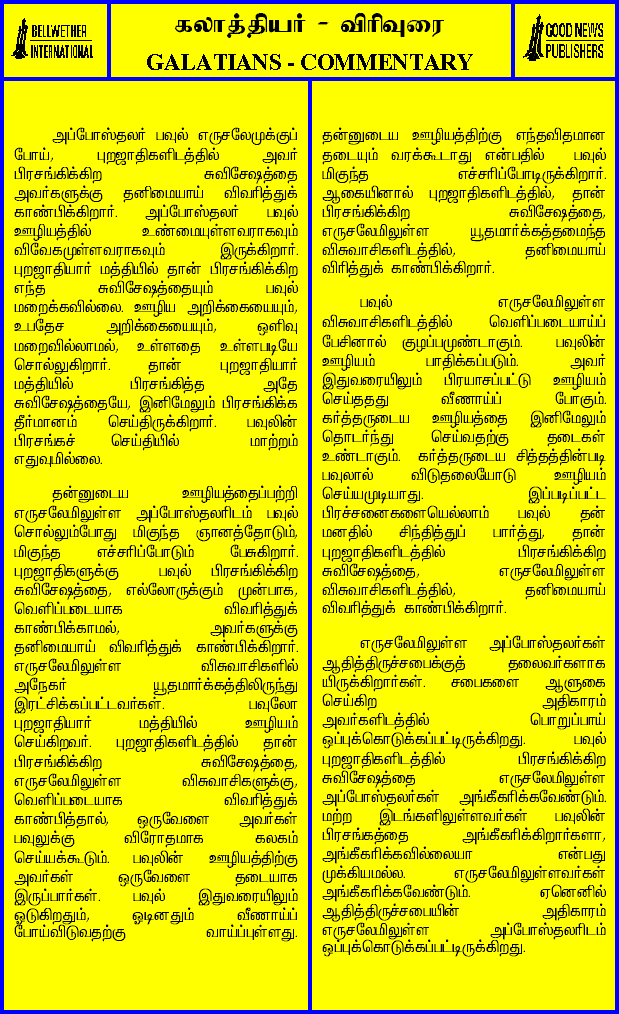 BELLWETHER
INTERNATIONAL
கலாத்தியர் - விரிவுரை
GALATIANS - COMMENTARY
GOOD NEWS
PUBLISHERS
அப்போஸ்தலர் பவுல் எருசலேமுக்குப்
போய், புறஜாதிகளிடத்தில் அவர்
பிரசங்கிக்கிற சுவிசேஷத்தை
அவர்களுக்கு தனிமையாய் விவரித்துக்
காண்பிக்கிறார். அப்போஸ்தலர் பவுல்
ஊழியத்தில் உண்மையுள்ளவராகவும்
விவேகமுள்ளவராகவும் இருக்கிறார்.
புறஜாதியார் மத்தியில் தான் பிரசங்கிக்கிற
எந்த சுவிசேஷத்தையும் பவுல்
மறைக்கவில்லை. ஊழிய அறிக்கையையும்,
உபதேச அறிக்கையையும், ஒளிவு
மறைவில்லாமல், உள்ளதை உள்ளபடியே
சொல்லுகிறார். தான் புறஜாதியார்
மத்தியில் பிரசங்கித்த அதே
சுவிசேஷத்தையே, இனிமேலும் பிரசங்கிக்க
தீர்மானம் செய்திருக்கிறார். பவுலின்
பிரசங்கச் செய்தியில் மாற்றம்
எதுவுமில்லை.
தன்னுடைய ஊழியத்தைப்பற்றி
எருசலேமிலுள்ள அப்போஸ்தலரிடம் பவுல்
சொல்லும்போது மிகுந்த ஞானத்தோடும்,
மிகுந்த எச்சரிப்போடும் பேசுகிறார்.
புறஜாதிகளுக்கு பவுல் பிரசங்கிக்கிற
சுவிசேஷத்தை, எல்லோருக்கும் முன்பாக,
வெளிப்படையாக விவரித்துக்
காண்பிக்காமல், அவர்களுக்கு
தனிமையாய் விவரித்துக் காண்பிக்கிறார்.
எருசலேமிலுள்ள விசுவாசிகளில்
அநேகர் யூதமார்க்கத்திலிருந்து
இரட்சிக்கப்பட்டவர்கள். பவுலோ
புறஜாதியார் மத்தியில் ஊழியம்
செய்கிறவர். புறஜாதிகளிடத்தில் தான்
பிரசங்கிக்கிற சுவிசேஷத்தை,
எருசலேமிலுள்ள விசுவாசிகளுக்கு,
வெளிப்படையாக விவரித்துக்
காண்பித்தால், ஒருவேளை அவர்கள்
பவுலுக்கு விரோதமாக கலகம்
செய்யக்கூடும். பவுலின் ஊழியத்திற்கு
அவர்கள் ஒருவேளை தடையாக
இருப்பார்கள். பவுல் இதுவரையிலும்
ஓடுகிறதும், ஓடினதும் வீணாய்ப்
போய்விடுவதற்கு வாய்ப்புள்ளது.
தன்னுடைய ஊழியத்திற்கு எந்தவிதமான
தடையும் வரக்கூடாது என்பதில் பவுல்
மிகுந்த எச்சரிப்போடிருக்கிறார்.
ஆகையினால் புறஜாதிகளிடத்தில், தான்
பிரசங்கிக்கிற சுவிசேஷத்தை,
எருசலேமிலுள்ள யூதமார்க்கத்தமைந்த
விசுவாசிகளிடத்தில், தனிமையாய்
விரித்துக் காண்பிக்கிறார்.
பவுல் எருசலேமிலுள்ள
விசுவாசிகளிடத்தில் வெளிப்படையாய்ப்
பேசினால் குழப்பமுண்டாகும். பவுலின்
ஊழியம் பாதிக்கப்படும். அவர்
இதுவரையிலும் பிரயாசப்பட்டு ஊழியம்
செய்ததது வீணாய்ப் போகும்.
கர்த்தருடைய ஊழியத்தை இனிமேலும்
தொடர்ந்து செய்வதற்கு தடைகள்
உண்டாகும். கர்த்தருடைய சித்தத்தின்படி
பவுலால் விடுதலையோடு ஊழியம்
செய்யமுடியாது. இப்படிப்பட்ட
பிரச்சனைகளையெல்லாம் பவுல் தன்
மனதில் சிந்தித்துப் பார்த்து, தான்
புறஜாதிகளிடத்தில் பிரசங்கிக்கிற
சுவிசேஷத்தை, எருசலேமிலுள்ள
விசுவாசிகளிடத்தில், தனிமையாய்
விவரித்துக் காண்பிக்கிறார்.
எருசலேமிலுள்ள அப்போஸ்தலர்கள்
ஆதித்திருச்சபைக்குத் தலைவர்களாக
யிருக்கிறார்கள். சபைகளை ஆளுகை
செய்கிற அதிகாரம்
அவர்களிடத்தில் பொறுப்பாய்
ஒப்புக்கொடுக்கப்பட்டிருக்கிறது. பவுல்
புறஜாதிகளிடத்தில் பிரசங்கிக்கிற
சுவிசேஷத்தை எருசலேமிலுள்ள
அப்போஸ்தலர்கள் அங்கீகரிக்கவேண்டும்.
மற்ற இடங்களிலுள்ளவர்கள் பவுலின்
பிரசங்கத்தை அங்கீகரிக்கிறார்களா,
அங்கீகரிக்கவில்லையா என்பது
முக்கியமல்ல. எருசலேமிலுள்ளவர்கள்
அங்கீகரிக்கவேண்டும். ஏனெனில்
ஆதித்திருச்சபையின் அதிகாரம்
எருசலேமிலுள்ள அப்போஸ்தலரிடம்
ஒப்புக்கொடுக்கப்பட்டிருக்கிறது.